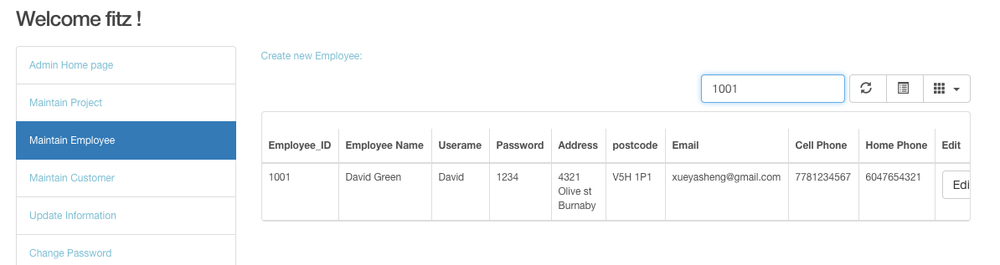 Welcome fitz !
Admin Home page
Maintain Project
Maintain Employee
Maintain Customer
Update Information
Change Password
Create new Employee:
1001
Employee_ID Employee Name Userame Password Address postcode Email Cell Phone Home Phone Edit
1001 David Green David 1234 4321 V5H 1P1 xueyasheng@gmail.com 7781234567 6047654321 Edi
Olive st
Burnaby